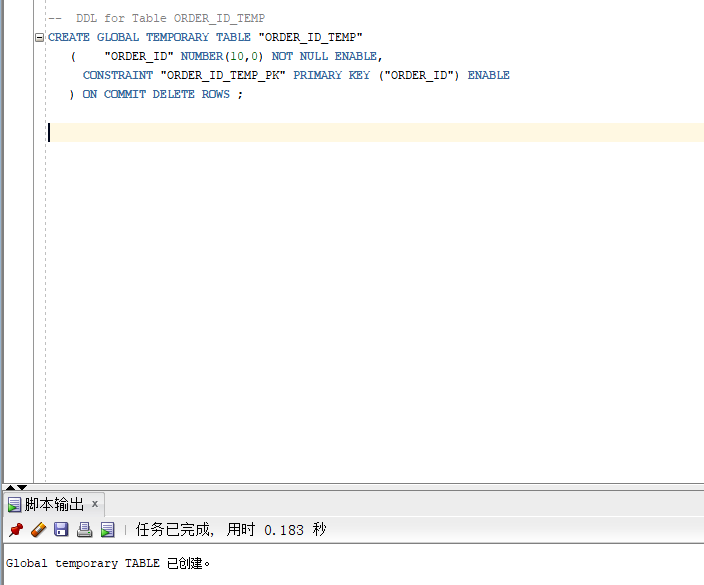 -- DDL for Table ORDER_ID_TEMP
CREATE GLOBAL TEMPORARY TABLE "ORDER_ID_TEMP"
( "ORDER_ID" NUMBER(10,0) NOT NULL ENABLE,
CONSTRAINT "ORDER_ID_TEMP_PK" PRIMARY KEY ("ORDER_ID") ENABLE
) ON COMMIT DELETE ROWS ;
脚本输出 x
任务已完成, 用时 0.183 秒
Global temporary TABLE 已创建。